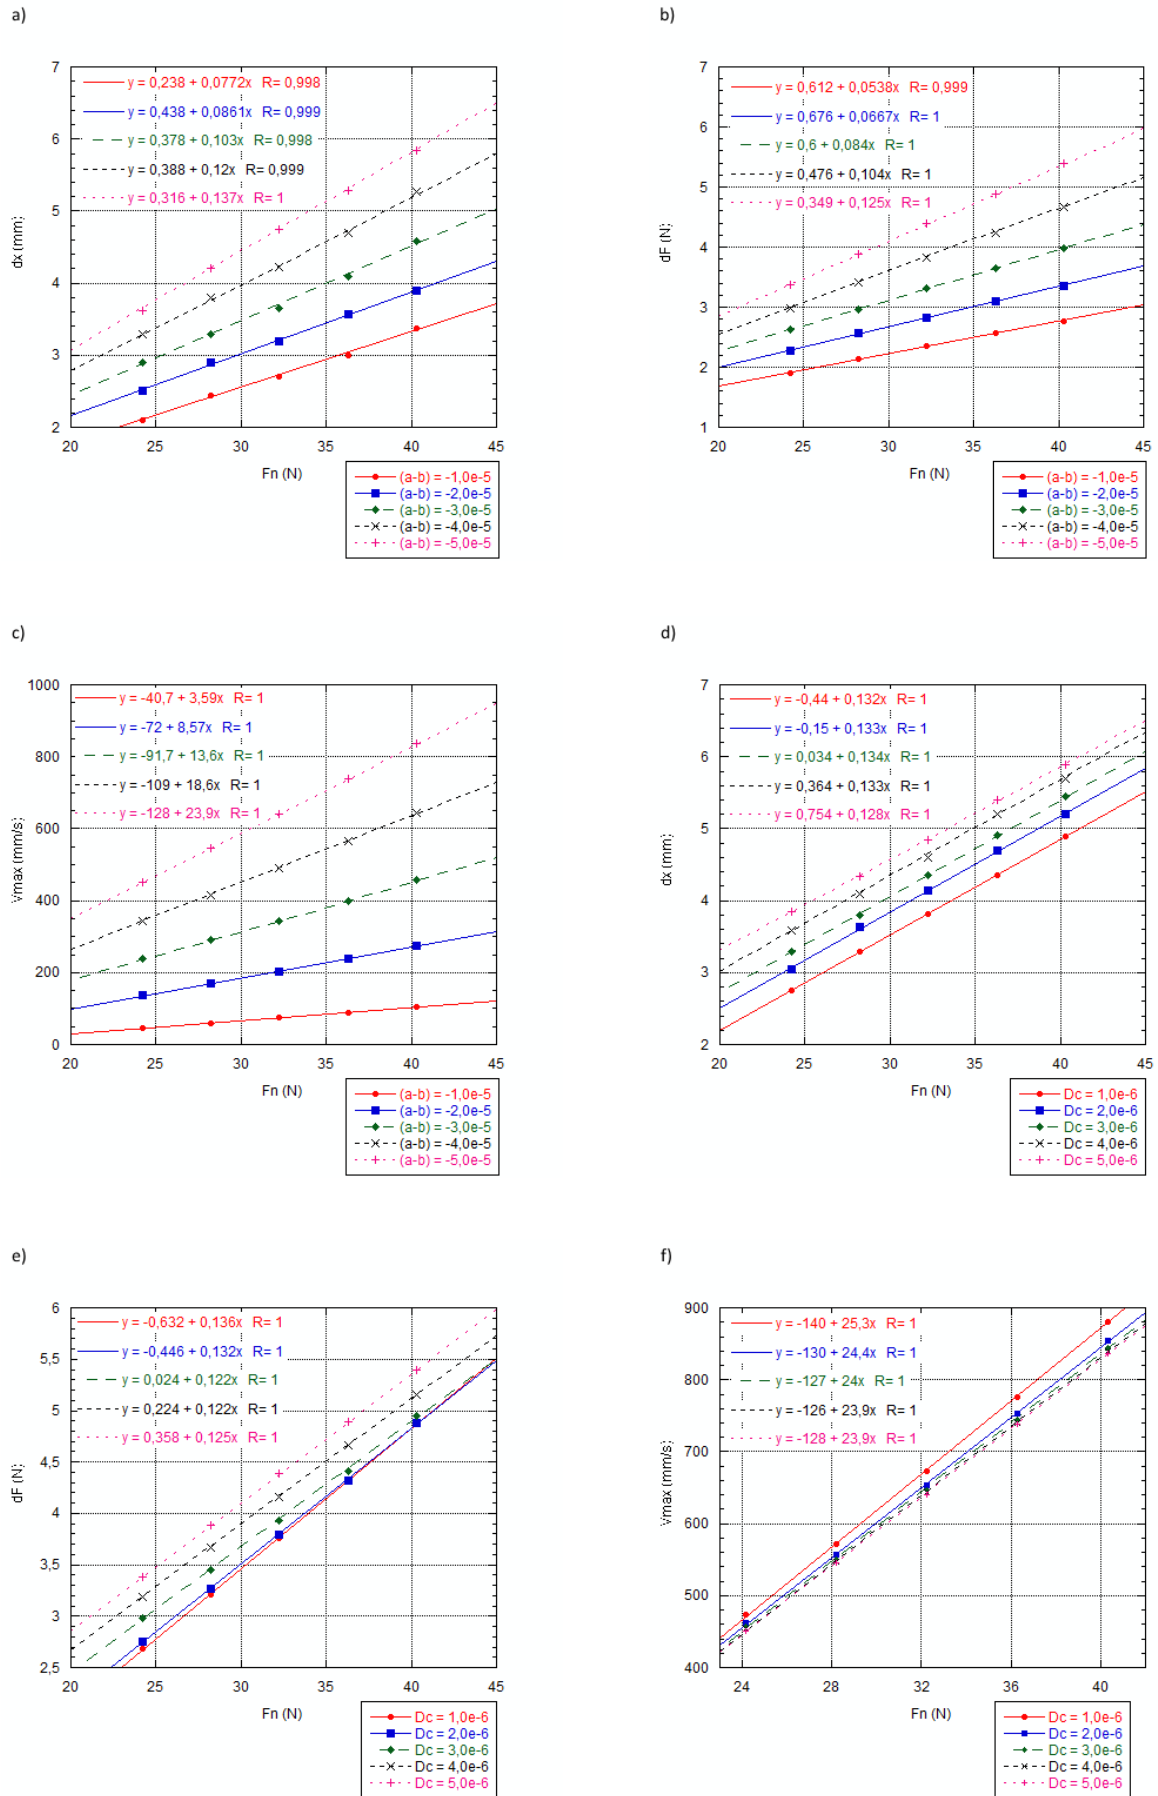 a)
7
6
5
4
3
2
dx (mm)
y = 0,238 + 0,0772x R= 0,998
y = 0,438 + 0,0861x R= 0,999
y = 0,378 + 0,103x R= 0,998
y = 0,388 + 0,12x R= 0,999
y = 0,316 + 0,137x R= 1
20 25 30 35 40 45
Fn (N)
(a-b) = -1,0e-5
(a-b) = -2,0e-5
(a-b) = -3,0e-5
(a-b) = -4,0e-5
(a-b) = -5,0e-5
b)
7
6
5
4
3
2
1
dF (N)
y = 0,612 + 0,0538x R= 0,999
y = 0,676 + 0,0667x R= 1
y = 0,6 + 0,084x R= 1
y = 0,476 + 0,104x R= 1
y = 0,349 + 0,125x R= 1
20 25 30 35 40 45
Fn (N)
(a-b) = -1,0e-5
(a-b) = -2,0e-5
(a-b) = -3,0e-5
(a-b) = -4,0e-5
(a-b) = -5,0e-5
c)
1000
800
600
400
200
0
Vmax (mm/s)
y = -40,7 + 3,59x R= 1
y = -72 + 8,57x R= 1
y = -91,7 + 13,6x R= 1
y = -109 + 18,6x R= 1
y = -128 + 23,9x R= 1
20 25 30 35 40 45
Fn (N)
(a-b) = -1,0e-5
(a-b) = -2,0e-5
(a-b) = -3,0e-5
(a-b) = -4,0e-5
(a-b) = -5,0e-5
d)
7
6
5
4
3
2
dx (mm)
y = -0,44 + 0,132x R= 1
y = -0,15 + 0,133x R= 1
y = 0,034 + 0,134x R= 1
y = 0,364 + 0,133x R= 1
y = 0,754 + 0,128x R= 1
20 25 30 35 40 45
Fn (N)
Dc = 1,0e-6
Dc = 2,0e-6
Dc = 3,0e-6
Dc = 4,0e-6
Dc = 5,0e-6
e)
6
5,5
5
4,5
4
3,5
3
2,5
dF (N)
y = -0,632 + 0,136x R= 1
y = -0,446 + 0,132x R= 1
y = 0,024 + 0,122x R= 1
y = 0,224 + 0,122x R= 1
y = 0,358 + 0,125x R= 1
20 25 30 35 40 45
Fn (N)
Dc = 1,0e-6
Dc = 2,0e-6
Dc = 3,0e-6
Dc = 4,0e-6
Dc = 5,0e-6
f)
900
800
700
600
500
400
Vmax (mm/s)
y = -140 + 25,3x R= 1
y = -130 + 24,4x R= 1
y = -127 + 24x R= 1
y = -126 + 23,9x R= 1
y = -128 + 23,9x R= 1
24 28 32 36 40
Fn (N)
Dc = 1,0e-6
Dc = 2,0e-6
Dc = 3,0e-6
Dc = 4,0e-6
Dc = 5,0e-6